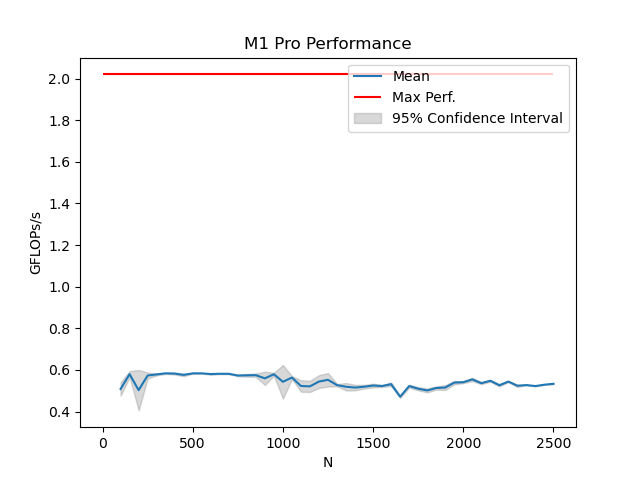 M1 Pro Performance
Mean
Max Perf.
95% Confidence Interval
GFLOPs/s
2.0
1.8
1.6
1.4
1.2
1.0
0.8
0.6
0.4
0 500 1000 1500 2000 2500
N